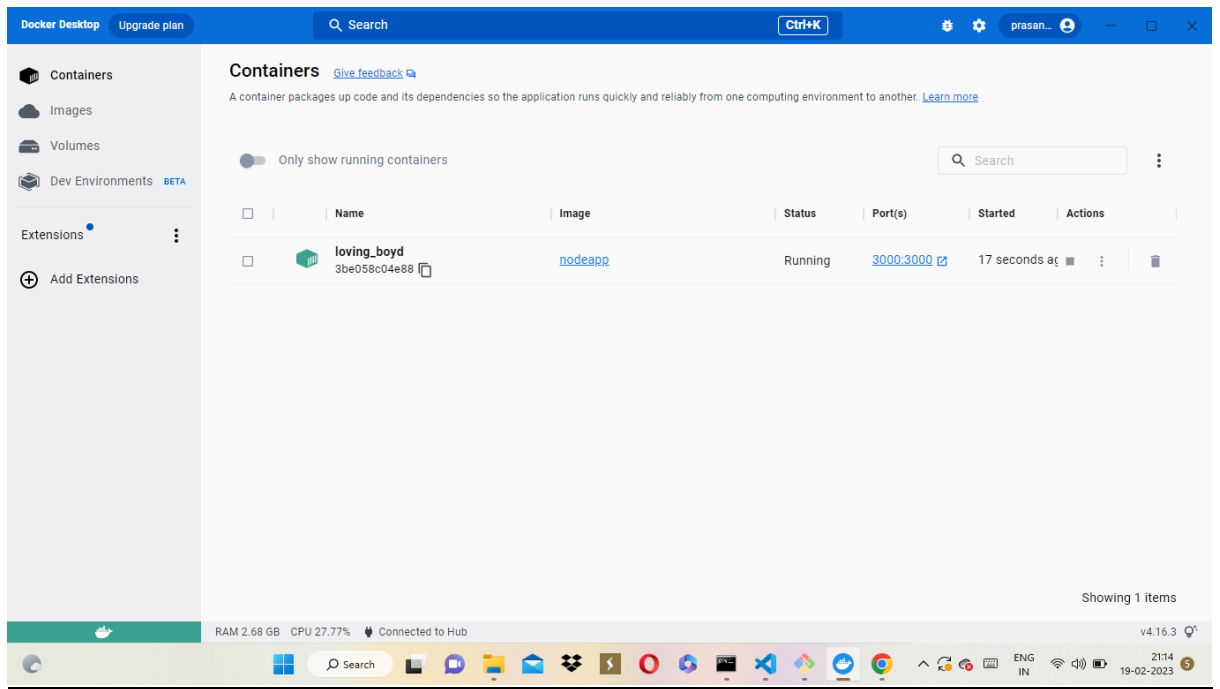 Docker Desktop Upgrade plan Search Ctrl+K prasan...
Containers
Images
Volumes
Dev Environments BETA
Extensions
Add Extensions
Containers Give feedback
A container packages up code and its dependencies so the application runs quickly and reliably from one computing environment to another. Learn more
Only show running containers Search
Name Image Status Port(s) Started Actions
loving_boyd
3be058c04e88
nodeapp Running 3000:3000 17 seconds
Showing 1 items
RAM 2.68 GB CPU 27.77% Connected to Hub v4.16.3
Search
ENG
IN
21:14
19-02-2023
5